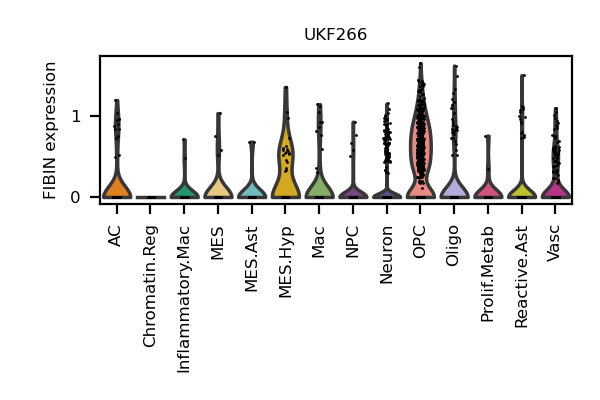 UKF266
FIBIN expression
1
0
AC
Chromatin.Reg
Inflammatory.Mac
MES
MES.Ast
MES.Hyp
Mac
NPC
Neuron
OPC
Oligo
Prolif.Metab
Reactive.Ast
Vasc